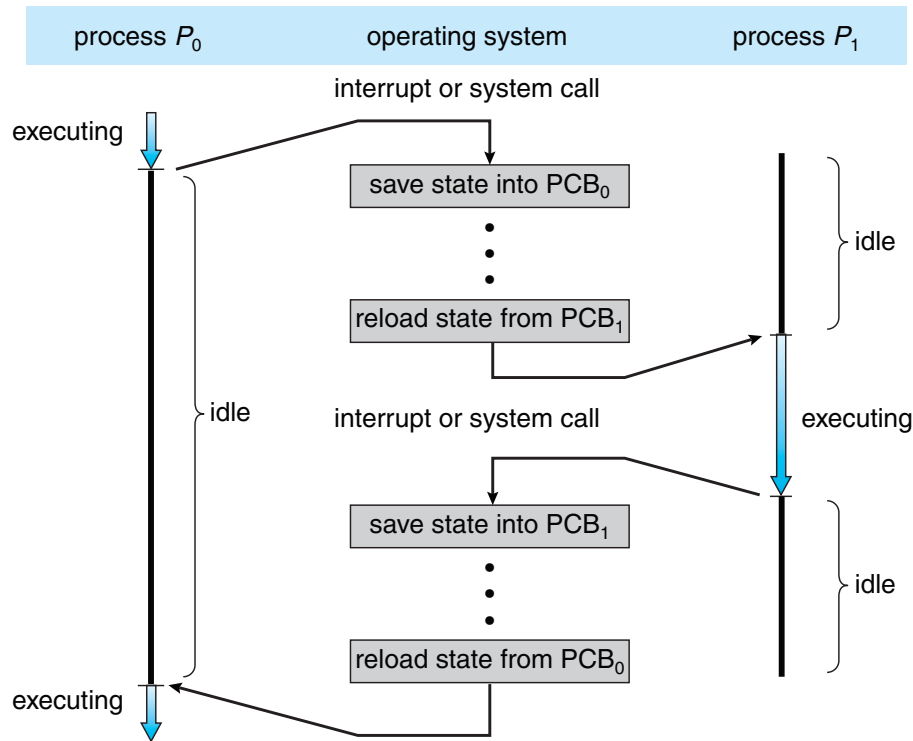 process P₀ operating system process P₁
interrupt or system call
executing
save state into PCB₀
idle
reload state from PCB₁
idle
interrupt or system call
executing
save state into PCB₁
idle
reload state from PCB₀
executing